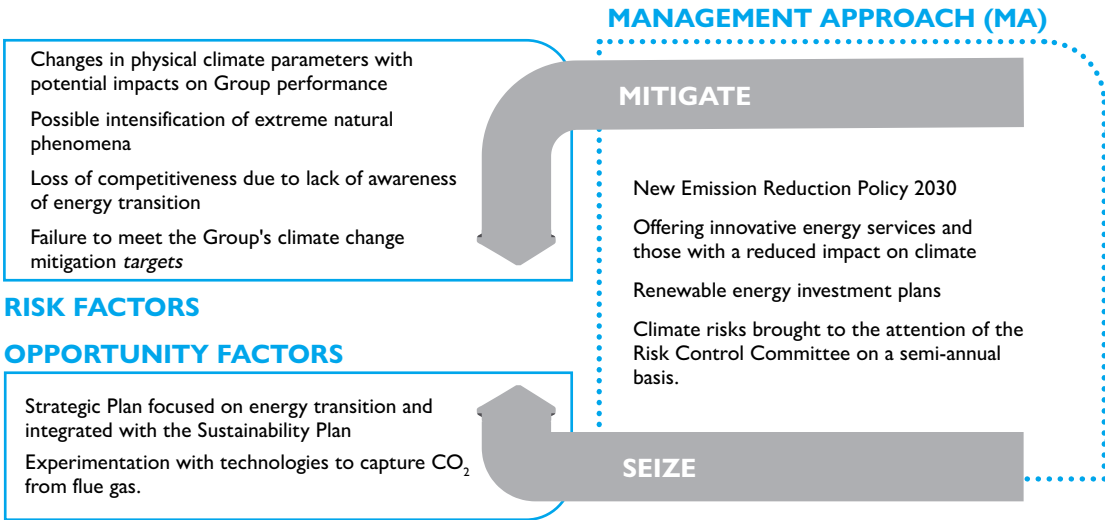 MANAGEMENT APPROACH (MA)
Changes in physical climate parameters with
potential impacts on Group performance
Possible intensification of extreme natural
phenomena
Loss of competitiveness due to lack of awareness
of energy transition
Failure to meet the Group's climate change
mitigation targets
RISK FACTORS
OPPORTUNITY FACTORS
Strategic Plan focused on energy transition and
integrated with the Sustainability Plan
Experimentation with technologies to capture CO₂
from flue gas.
MITIGATE
New Emission Reduction Policy 2030
Offering innovative energy services and
those with a reduced impact on climate
Renewable energy investment plans
Climate risks brought to the attention of the
Risk Control Committee on a semi-annual
basis.
SEIZE